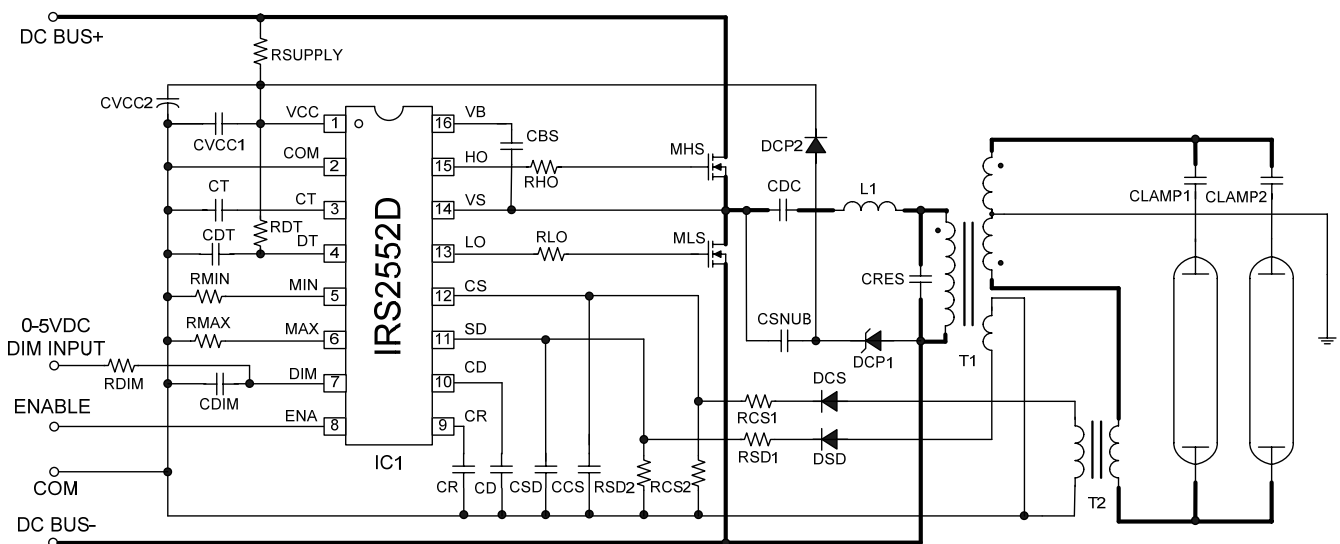 DC BUS+
RSUPPLY
CVCC2
CVCC1
VCC
1
16
VB
CBS
MHS
DCP2
COM
2
15
HO
RHO
CDC
L1
CLAMP1
CLAMP2
CT
CT
3
14
VS
RDT
CDT
DT
4
13
LO
RLO
MLS
IRS2552D
RMIN
MIN
5
12
CS
CRES
CSNUB
DCP1
T1
0-5VDC
DIM INPUT
RMAX
MAX
6
11
SD
RDIM
CDIM
DIM
7
10
CD
DCS
RCS1
ENABLE
ENA
8
9
CR
RSD1
DSD
IC1
COM
CR
CD
CSD
CCS
RSD2
RCS2
T2
DC BUS-